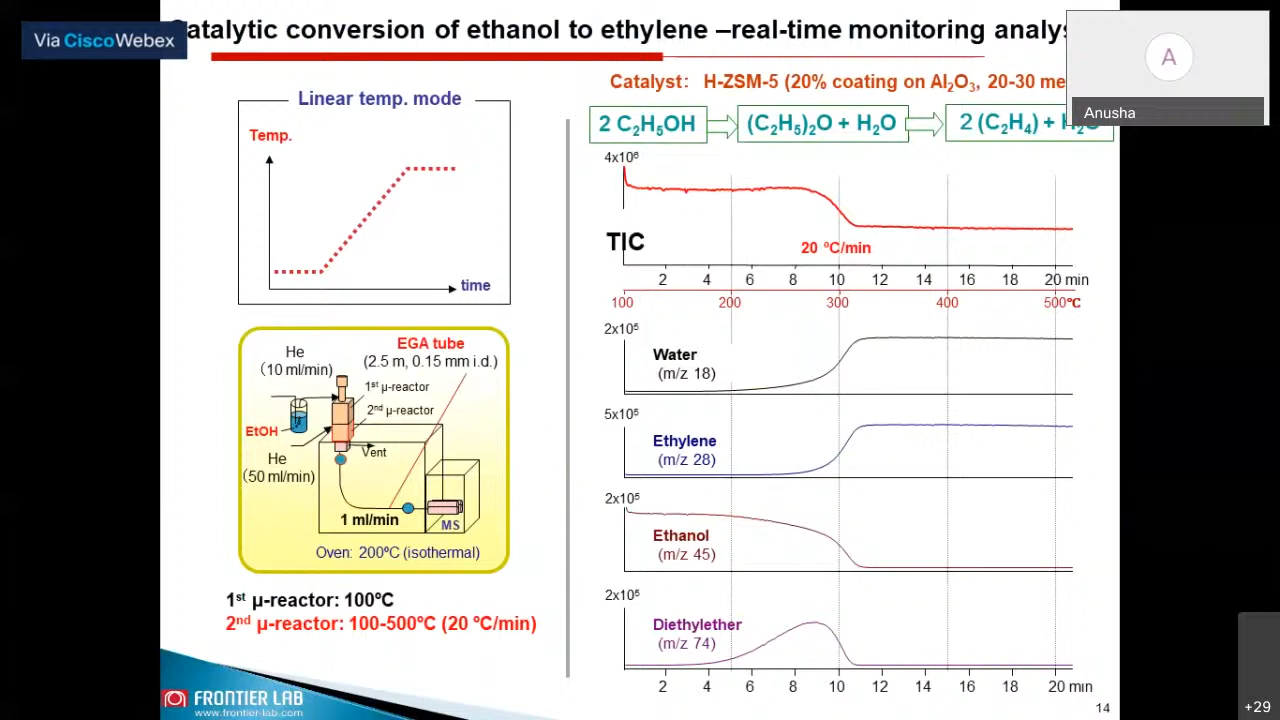 Via CiscoWebex
atalytic conversion of ethanol to ethylene –real-time monitoring analys
A
Anusha
Linear temp. mode
Temp.
time
Catalyst: H-ZSM-5 (20% coating on Al₂O₃, 20-30 me
2 C₂H₅OH
(C₂H₅)₂O + H₂O
2 (C₂H₄) + H₂O
TIC
20 ºC/min
2 4 6 8 10 12 14 16 18 20 min
100 200 300 400 500℃
2x10⁵
Water
(m/z 18)
5x10⁵
Ethylene
(m/z 28)
2x10⁵
Ethanol
(m/z 45)
2x10⁵
Diethylether
(m/z 74)
2 4 6 8 10 12 14 16 18 20 min
He
(10 ml/min)
EGA tube
(2.5 m, 0.15 mm i.d.)
1ˢᵗ µ-reactor
2ⁿᵈ µ-reactor
EtOH
Vent
He
(50 ml/min)
1 ml/min
MS
Oven: 200ºC (isothermal)
1ˢᵗ µ-reactor: 100ºC
2ⁿᵈ µ-reactor: 100-500ºC (20 ºC/min)
FRONTIER LAB
www.frontier-lab.com
14
+29